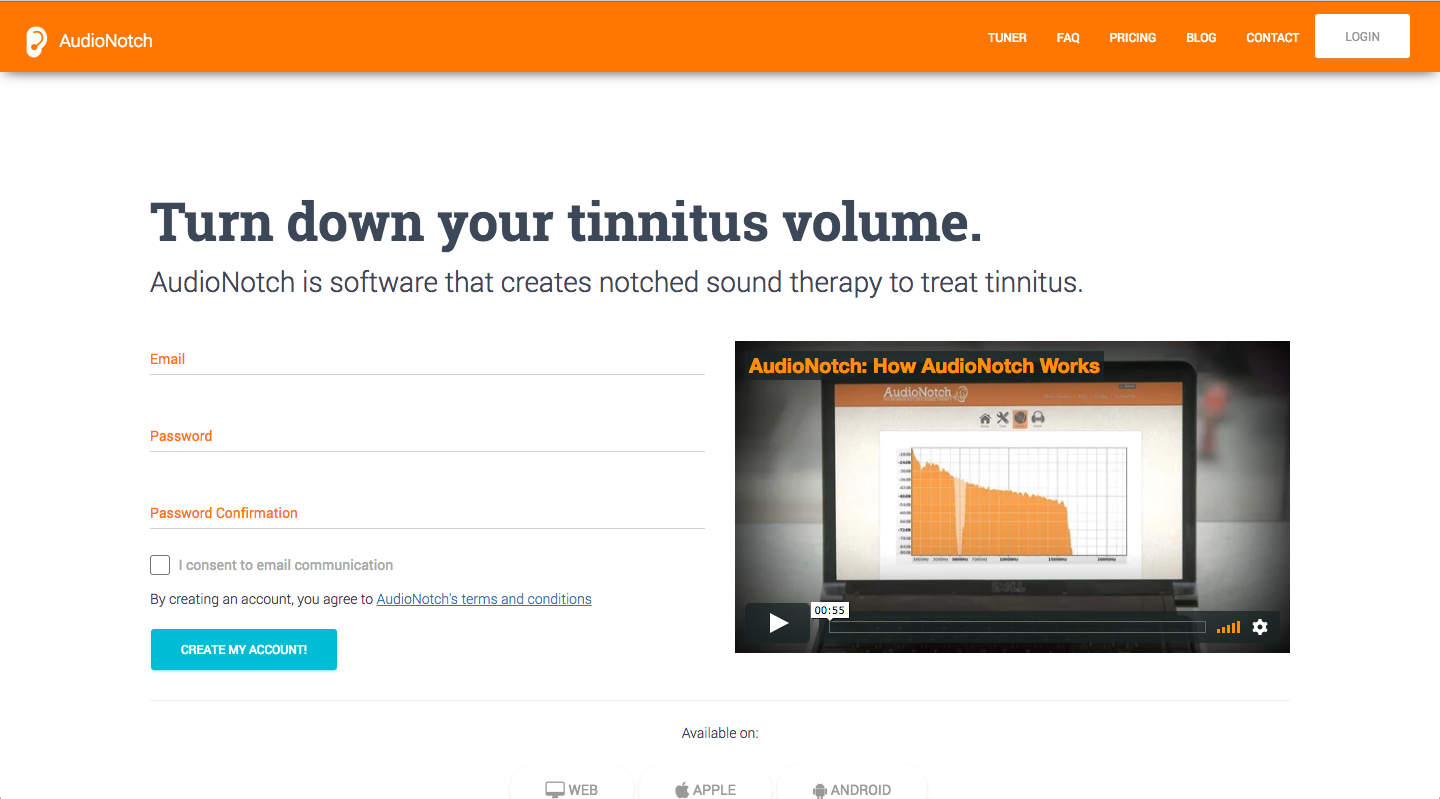 AudioNotch
TUNER FAQ PRICING BLOG CONTACT LOGIN
Turn down your tinnitus volume.
AudioNotch is software that creates notched sound therapy to treat tinnitus.
Email
Password
Password Confirmation
I consent to email communication
By creating an account, you agree to AudioNotch's terms and conditions
CREATE MY ACCOUNT!
AudioNotch: How AudioNotch Works
AudioNotch
DELL
00:55
Available on:
WEB APPLE ANDROID